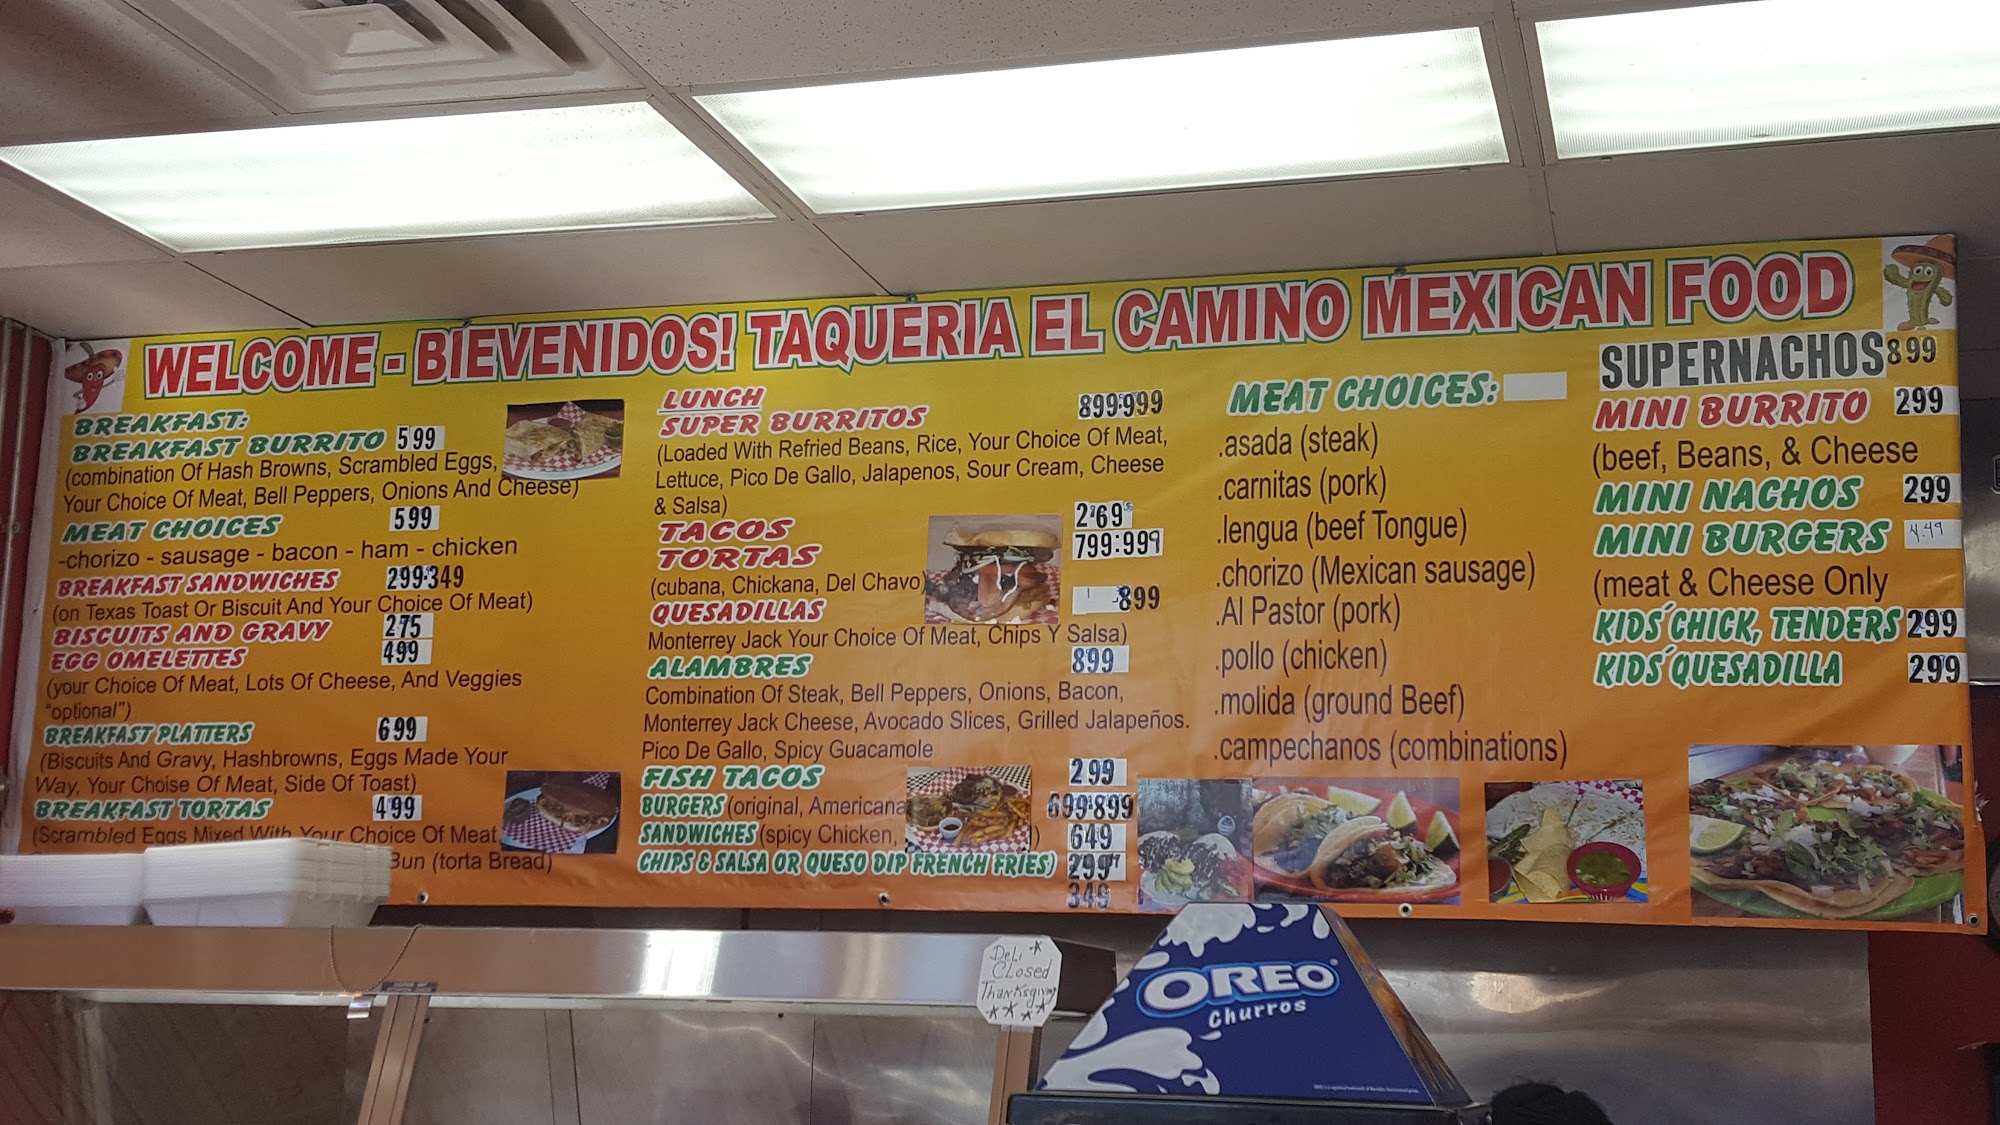 WELCOME - BIEVENIDOS! TAQUERIA EL CAMINO MEXICAN FOOD
BREAKFAST:
BREAKFAST BURRITO 599
(combination Of Hash Browns, Scrambled Eggs,
Your Choice Of Meat, Bell Peppers, Onions And Cheese)
MEAT CHOICES 599
-chorizo - sausage - bacon - ham - chicken
BREAKFAST SANDWICHES 299-349
(on Texas Toast Or Biscuit And Your Choice Of Meat)
BISCUITS AND GRAVY 275
EGG OMELETTES 499
(your Choice Of Meat, Lots Of Cheese, And Veggies
"optional")
BREAKFAST PLATTERS 699
(Biscuits And Gravy, Hashbrowns, Eggs Made Your
Way, Your Choise Of Meat, Side Of Toast)
BREAKFAST TORTAS 499
(Scrambled Eggs Mixed With Your Choice Of Meat
Bun (torta Bread)
LUNCH
SUPER BURRITOS 899-999
(Loaded With Refried Beans, Rice, Your Choice Of Meat,
Lettuce, Pico De Gallo, Jalapenos, Sour Cream, Cheese
& Salsa)
TACOS 269
TORTAS 799-999
(cubana, Chickana, Del Chavo)
QUESADILLAS 899
Monterrey Jack Your Choice Of Meat, Chips Y Salsa)
ALAMBRES 899
Combination Of Steak, Bell Peppers, Onions, Bacon,
Monterrey Jack Cheese, Avocado Slices, Grilled Jalapeños.
Pico De Gallo, Spicy Guacamole
FISH TACOS 299
BURGERS (original, Americana 699-899
SANDWICHES (spicy Chicken, ) 649
CHIPS & SALSA OR QUESO DIP FRENCH FRIES) 299
349
MEAT CHOICES:
.asada (steak)
.carnitas (pork)
.lengua (beef Tongue)
.chorizo (Mexican sausage)
.Al Pastor (pork)
.pollo (chicken)
.molida (ground Beef)
.campechanos (combinations)
SUPERNACHOS 899
MINI BURRITO 299
(beef, Beans, & Cheese
MINI NACHOS 299
MINI BURGERS 4.49
(meat & Cheese Only
KIDS´CHICK, TENDERS 299
KIDS´QUESADILLA 299
Deli *
Closed
Thanksgiving
* * * *
OREO
Churros